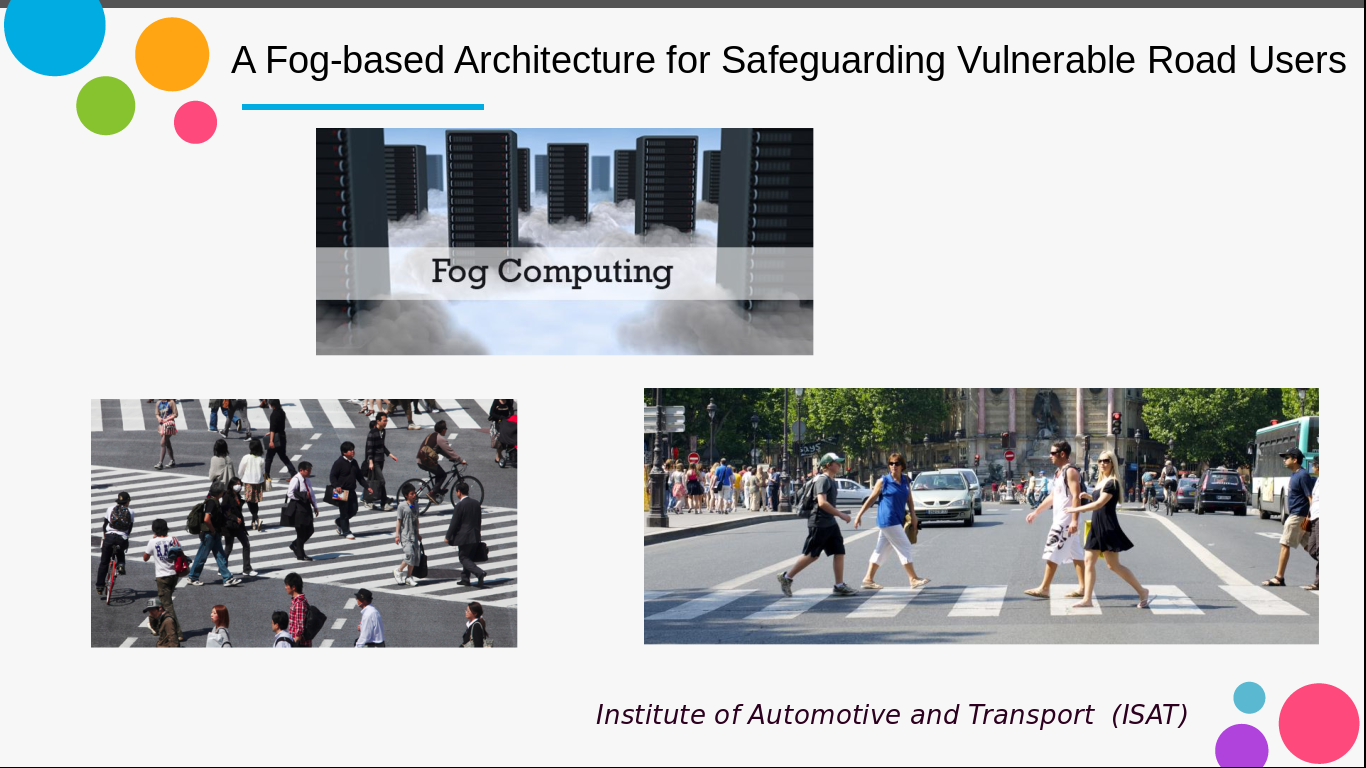 A Fog-based Architecture for Safeguarding Vulnerable Road Users
Fog Computing
Institute of Automotive and Transport  (ISAT)